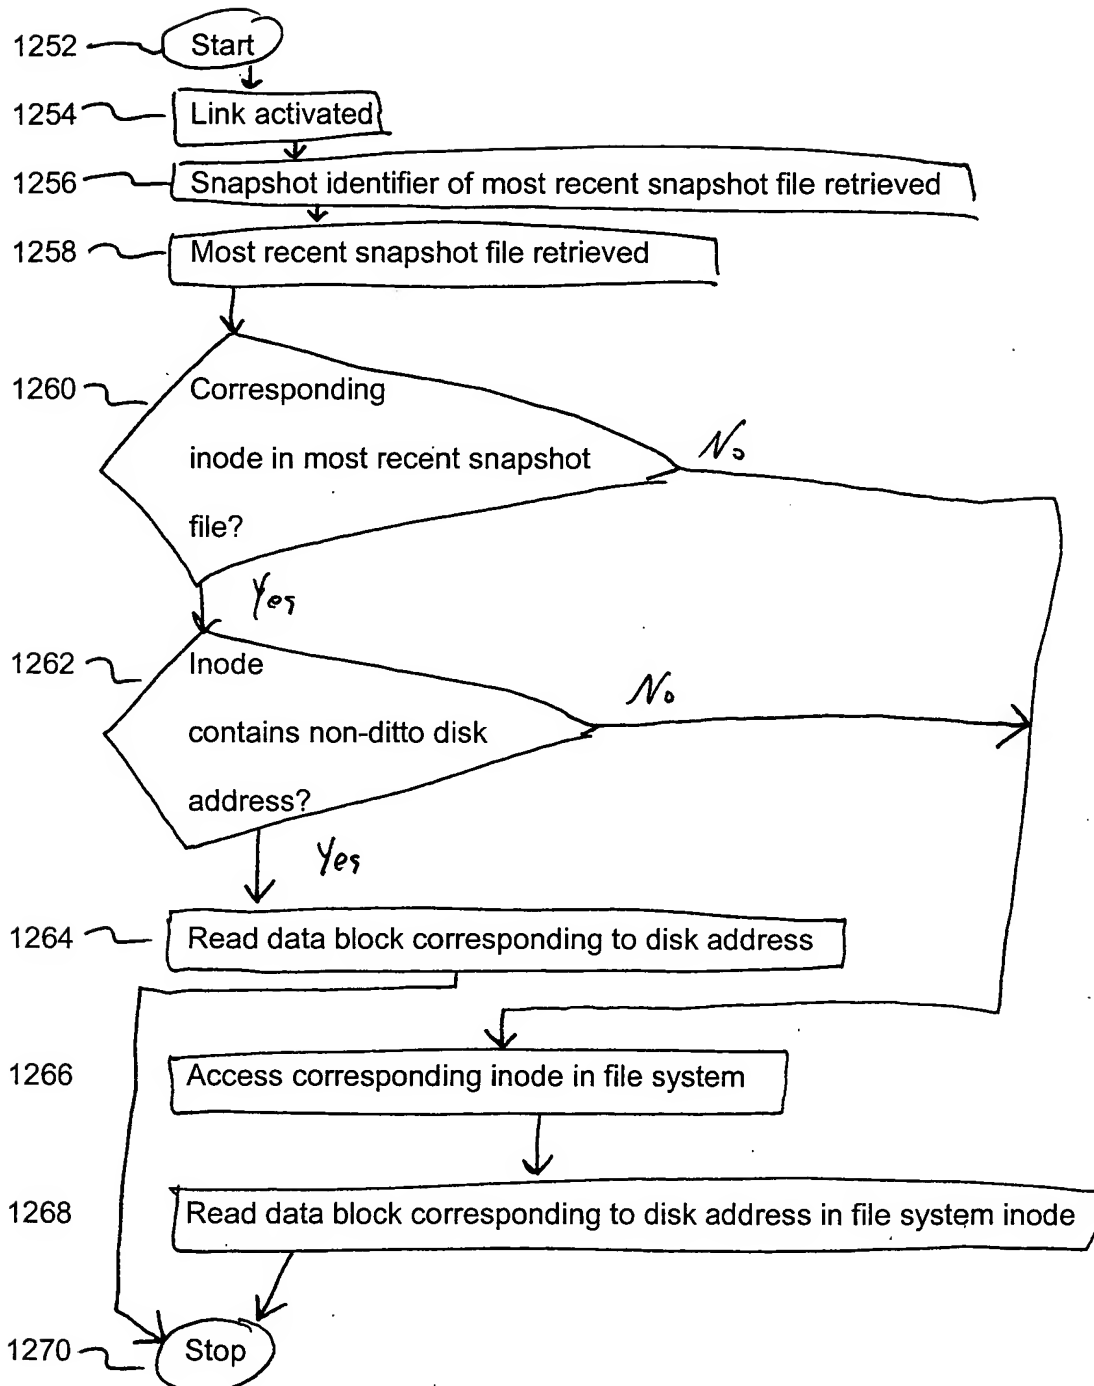 1252 Start
1254 Link activated
1256 Snapshot identifier of most recent snapshot file retrieved
1258 Most recent snapshot file retrieved
1260 Corresponding
No
inode in most recent snapshot
file?
Yes
1262 Inode
No
contains non-ditto disk
address?
Yes
1264 Read data block corresponding to disk address
1266 Access corresponding inode in file system
1268 Read data block corresponding to disk address in file system inode
1270 Stop